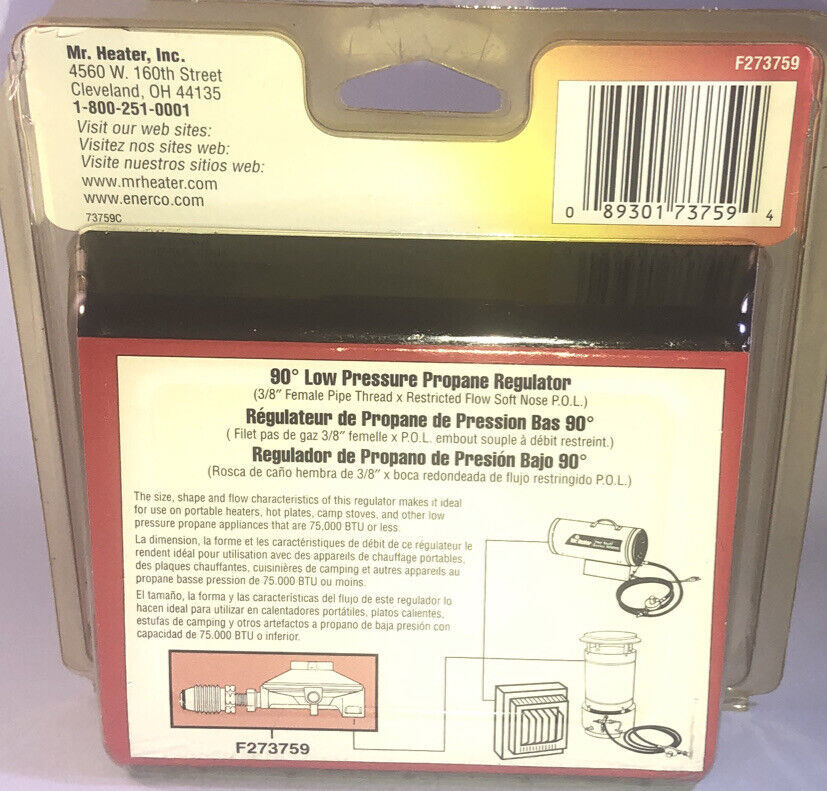 Mr. Heater, Inc.
4560 W. 160th Street
Cleveland, OH 44135
1-800-251-0001
Visit our web sites:
Visitez nos sites web:
Visite nuestros sitios web:
www.mrheater.com
www.enerco.com
73759C
F273759
0 89301 73759 4
90° Low Pressure Propane Regulator
(3/8" Female Pipe Thread x Restricted Flow Soft Nose P.O.L.)
Régulateur de Propane de Pression Bas 90°
( Filet pas de gaz 3/8" femelle x P.O.L. embout souple à débit restreint.)
Regulador de Propano de Presión Bajo 90°
(Rosca de caño hembra de 3/8" x boca redondeada de flujo restringido P.O.L.)
The size, shape and flow characteristics of this regulator makes it ideal
for use on portable heaters, hot plates, camp stoves, and other low
pressure propane appliances that are 75,000 BTU or less.
La dimension, la forme et les caractéristiques de débit de ce régulateur le
rendent idéal pour utilisation avec des appareils de chauffage portables,
des plaques chauffantes, cuisinières de camping et autres appareils au
propane basse pression de 75.000 BTU ou moins.
El tamaño, la forma y las características del flujo de este regulador lo
hacen ideal para utilizar en calentadores portátiles, platos calientes,
estufas de camping y otros artefactos a propano de baja presión con
capacidad de 75.000 BTU o inferior.
Mr. Heater
F273759